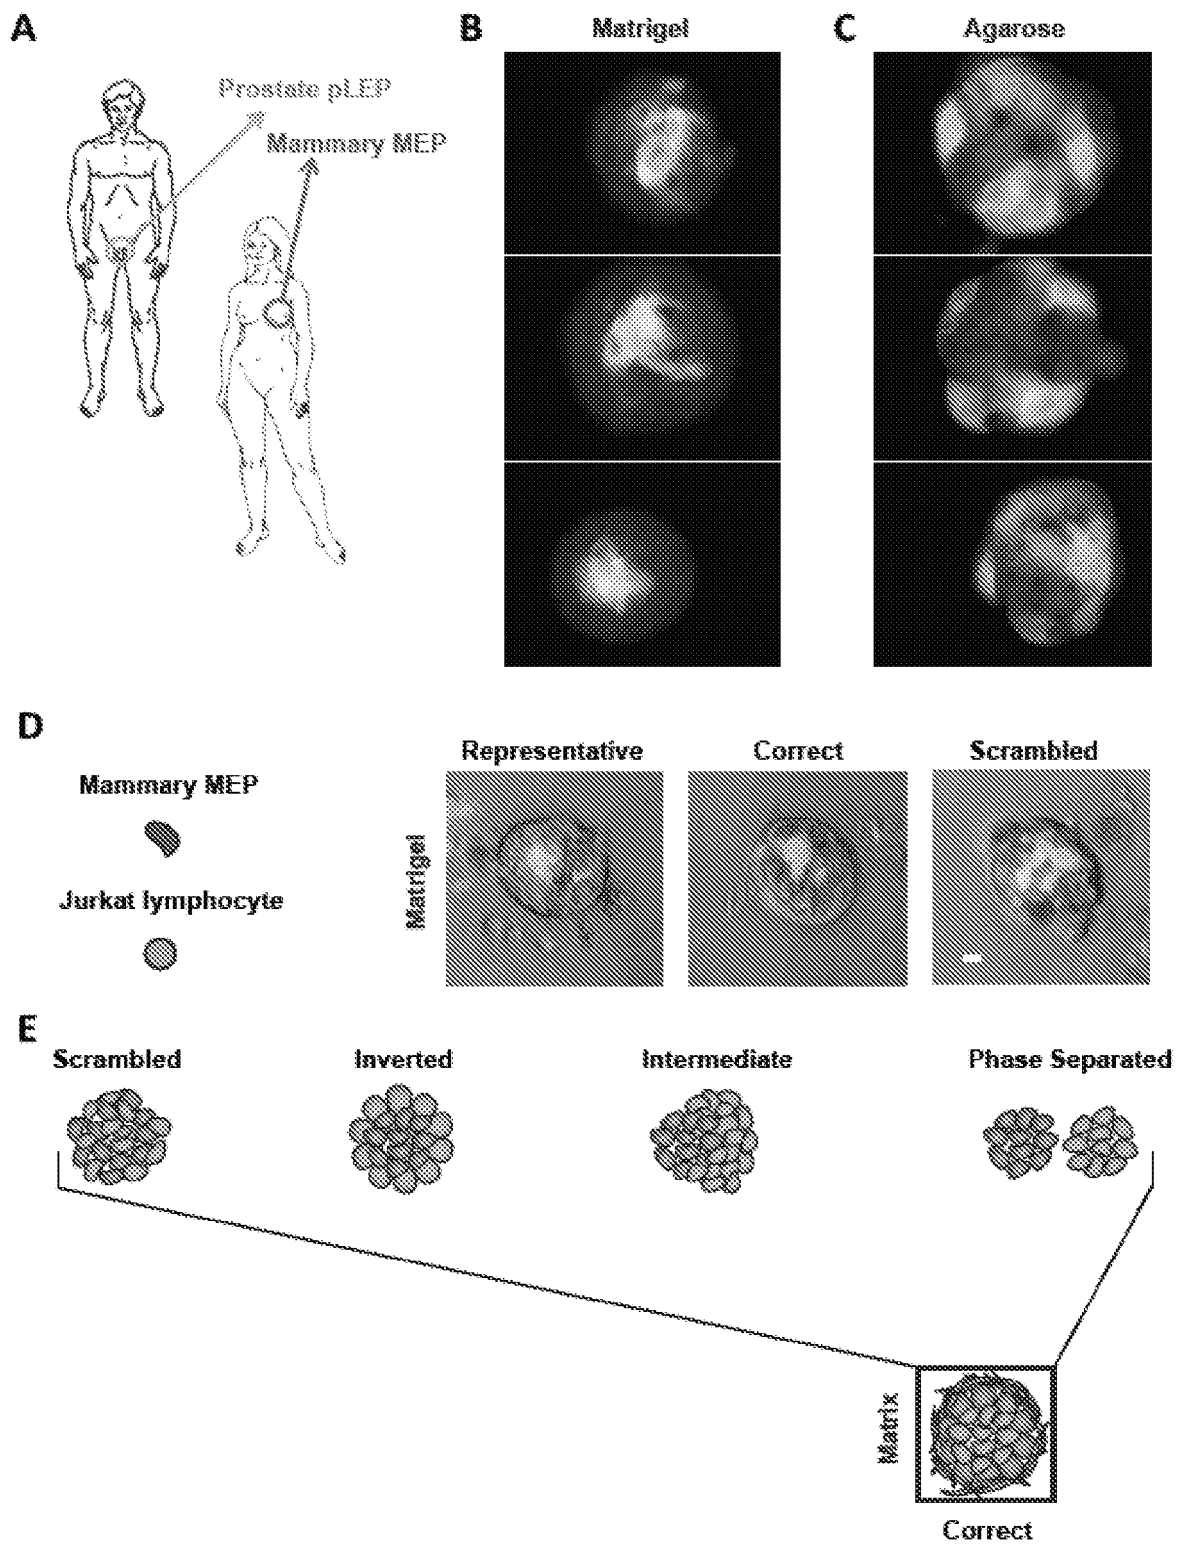 A
Prostate pLEP
Mammary MEP
B
Matrigel
C
Agarose
D
Mammary MEP
Jurkat lymphocyte
Representative
Correct
Scrambled
Matrigel
E
Scrambled
Inverted
Intermediate
Phase Separated
Matrix
Correct